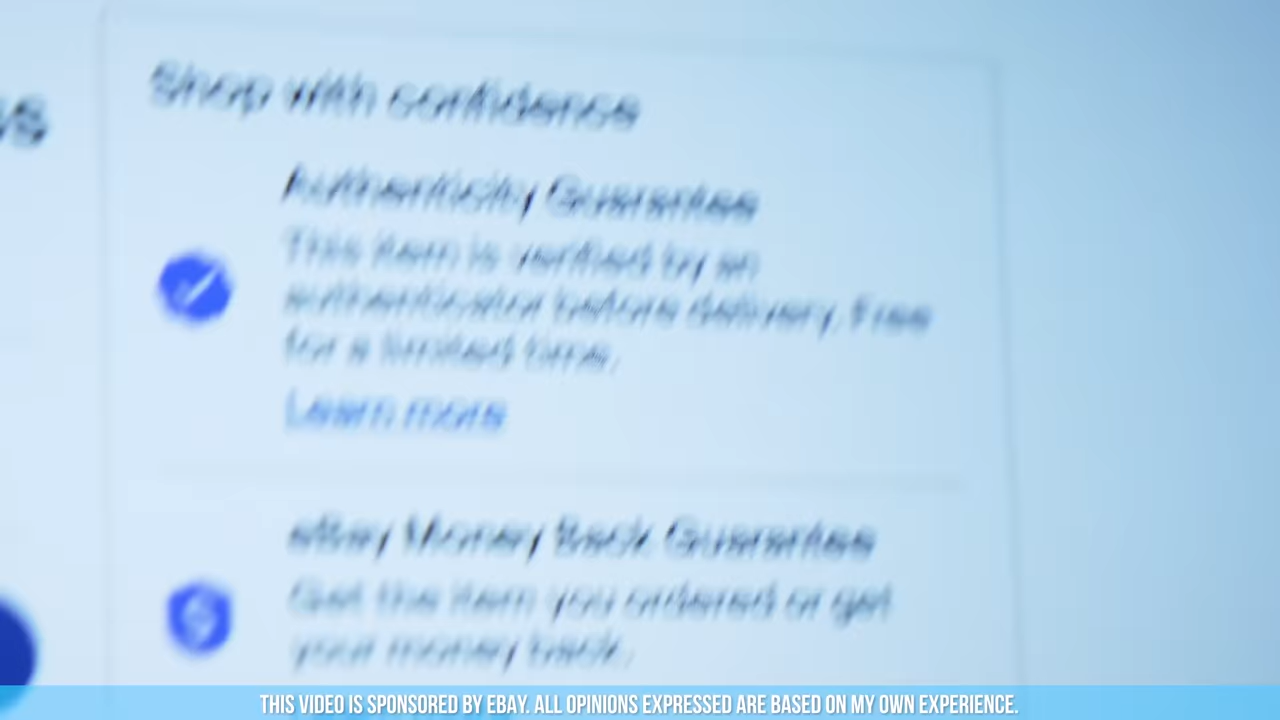 Shop with confidence
Authenticity Guarantee
This item is verified by an
authenticator before delivery. Free
for a limited time.
Learn more
eBay Money Back Guarantee
Get the item you ordered or get
your money back.
THIS VIDEO IS SPONSORED BY EBAY. ALL OPINIONS EXPRESSED ARE BASED ON MY OWN EXPERIENCE.